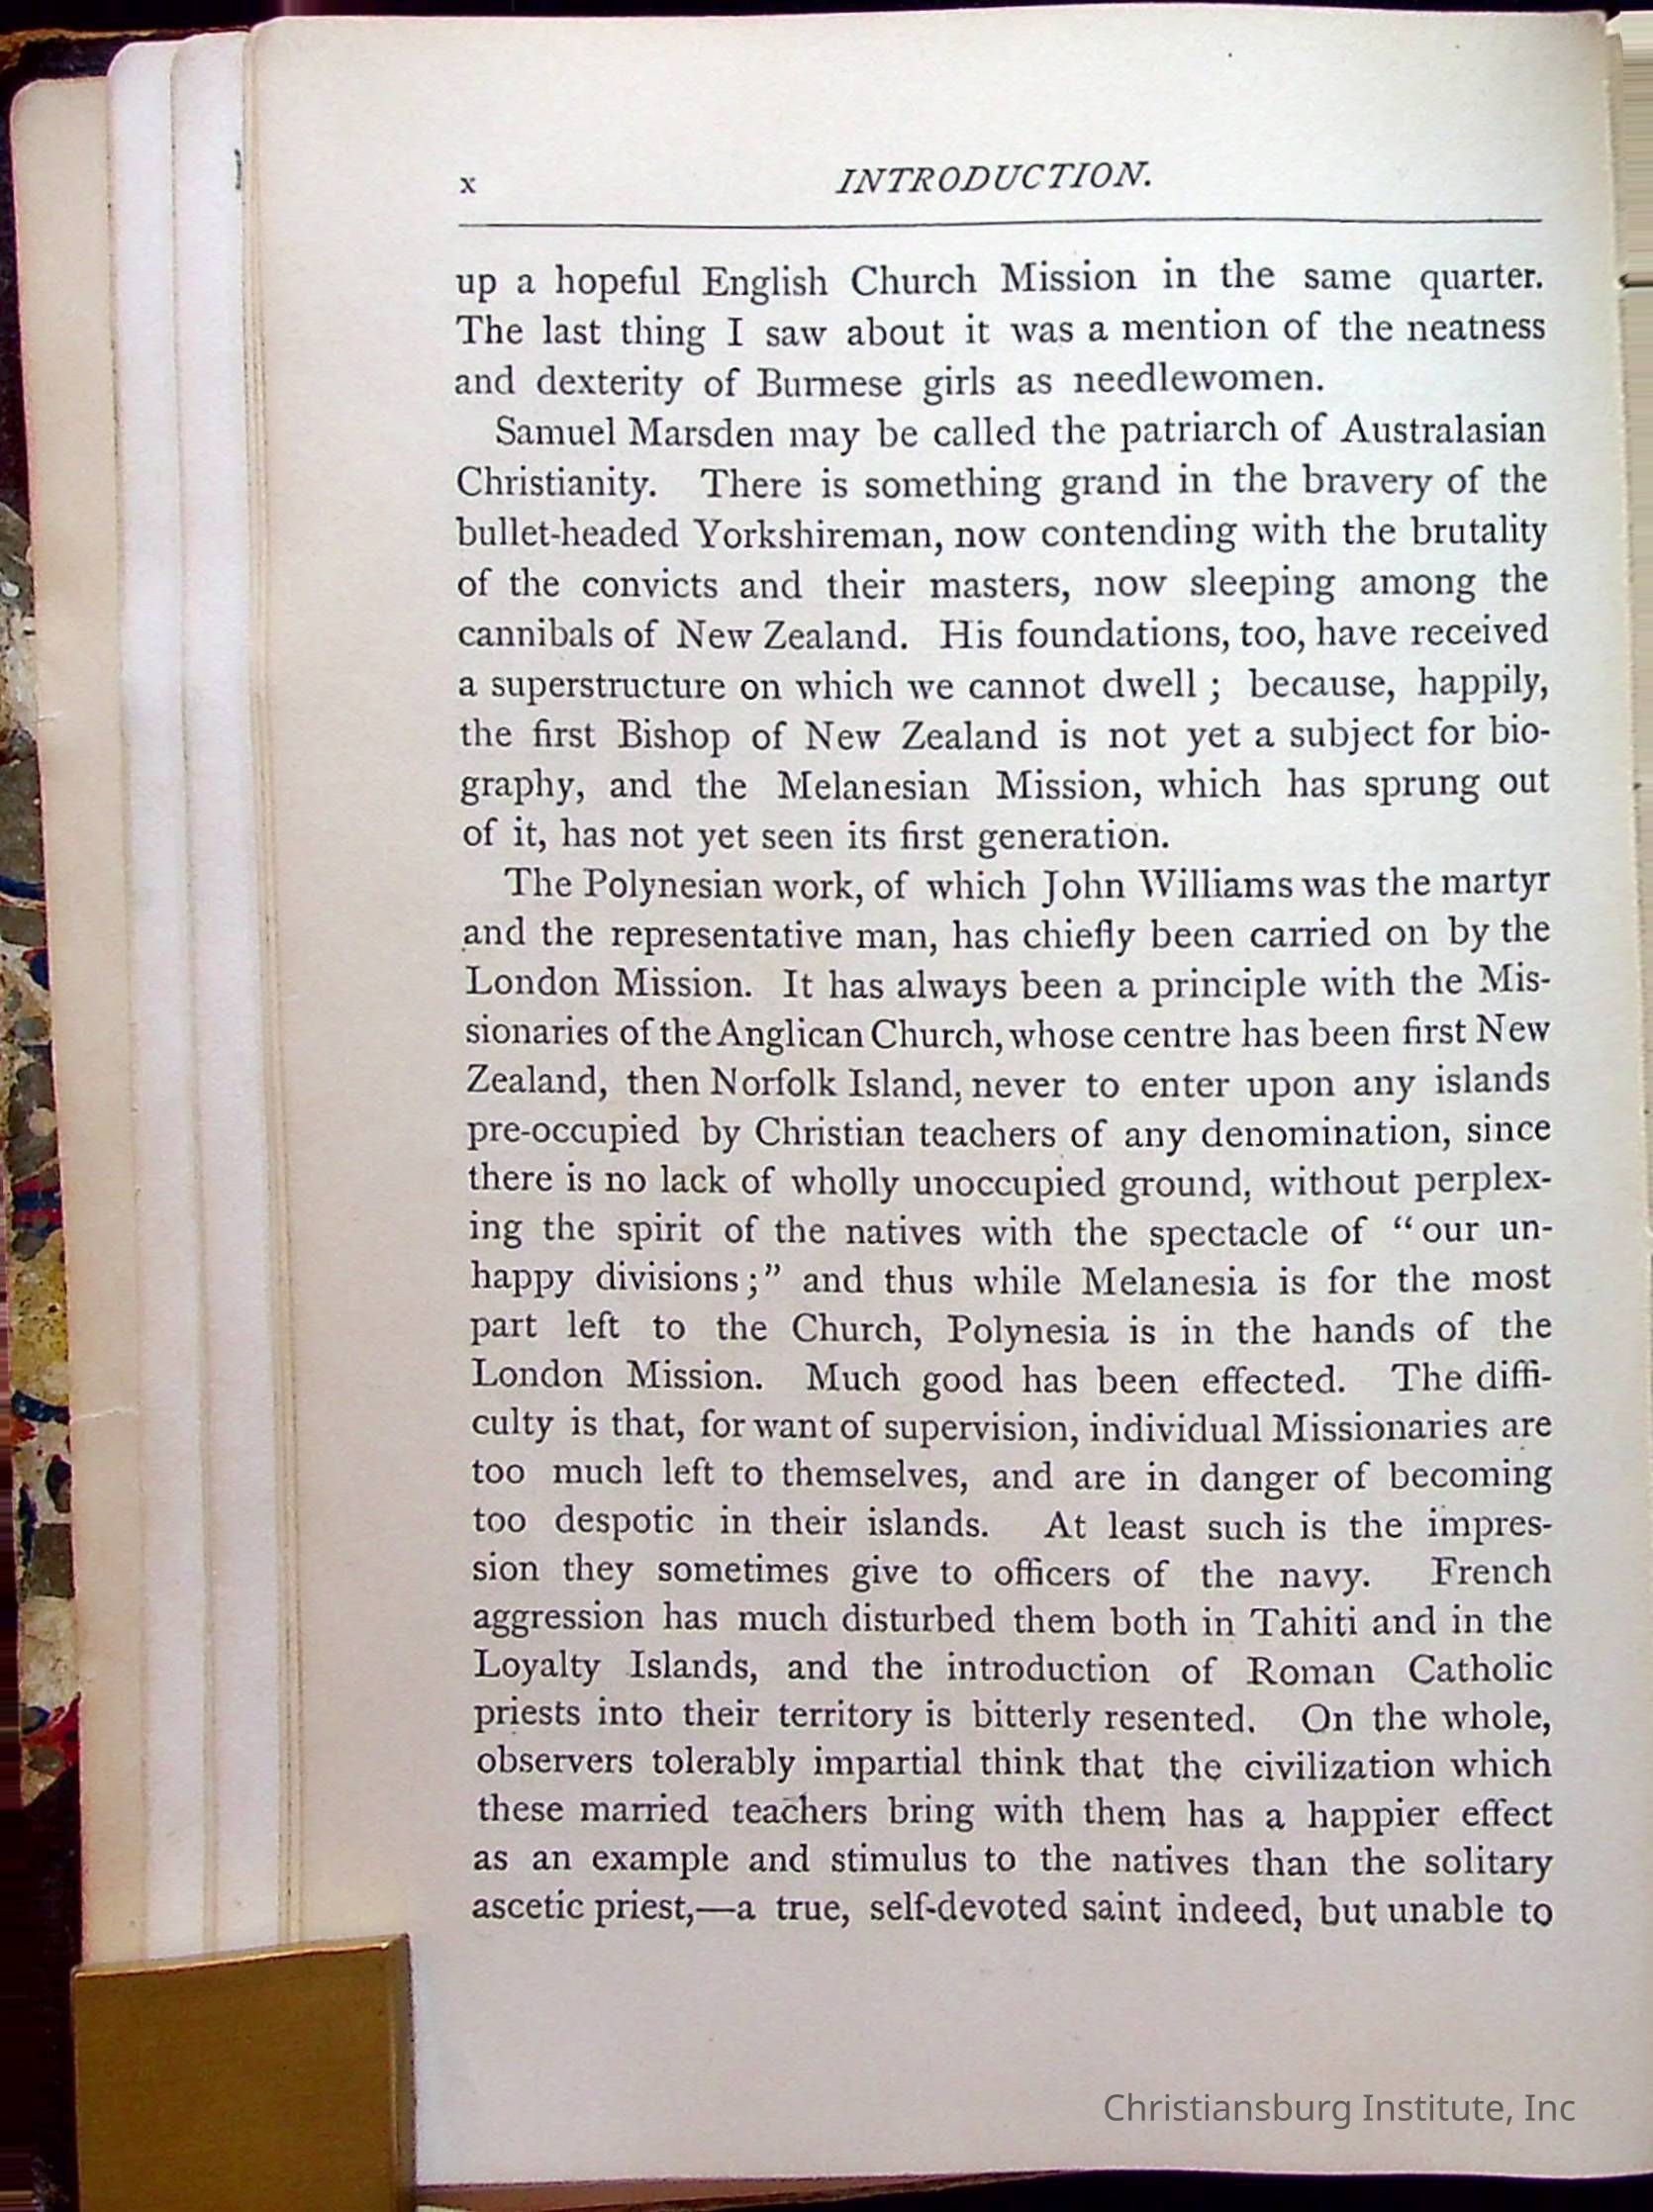 x
INTRODUCTION.
up a hopeful English Church Mission in the same quarter.
The last thing I saw about it was a mention of the neatness
and dexterity of Burmese girls as needlewomen.
Samuel Marsden may be called the patriarch of Australasian
Christianity. There is something grand in the bravery of the
bullet-headed Yorkshireman, now contending with the brutality
of the convicts and their masters, now sleeping among the
cannibals of New Zealand. His foundations, too, have received
a superstructure on which we cannot dwell ; because, happily,
the first Bishop of New Zealand is not yet a subject for bio-
graphy, and the Melanesian Mission, which has sprung out
of it, has not yet seen its first generation.
The Polynesian work, of which John Williams was the martyr
and the representative man, has chiefly been carried on by the
London Mission. It has always been a principle with the Mis-
sionaries of the Anglican Church, whose centre has been first New
Zealand, then Norfolk Island, never to enter upon any islands
pre-occupied by Christian teachers of any denomination, since
there is no lack of wholly unoccupied ground, without perplex-
ing the spirit of the natives with the spectacle of “our un-
happy divisions ;” and thus while Melanesia is for the most
part left to the Church, Polynesia is in the hands of the
London Mission. Much good has been effected. The diffi-
culty is that, for want of supervision, individual Missionaries are
too much left to themselves, and are in danger of becoming
too despotic in their islands. At least such is the impres-
sion they sometimes give to officers of the navy. French
aggression has much disturbed them both in Tahiti and in the
Loyalty Islands, and the introduction of Roman Catholic
priests into their territory is bitterly resented. On the whole,
observers tolerably impartial think that the civilization which
these married teachers bring with them has a happier effect
as an example and stimulus to the natives than the solitary
ascetic priest,—a true, self-devoted saint indeed, but unable to
Christiansburg Institute, Inc